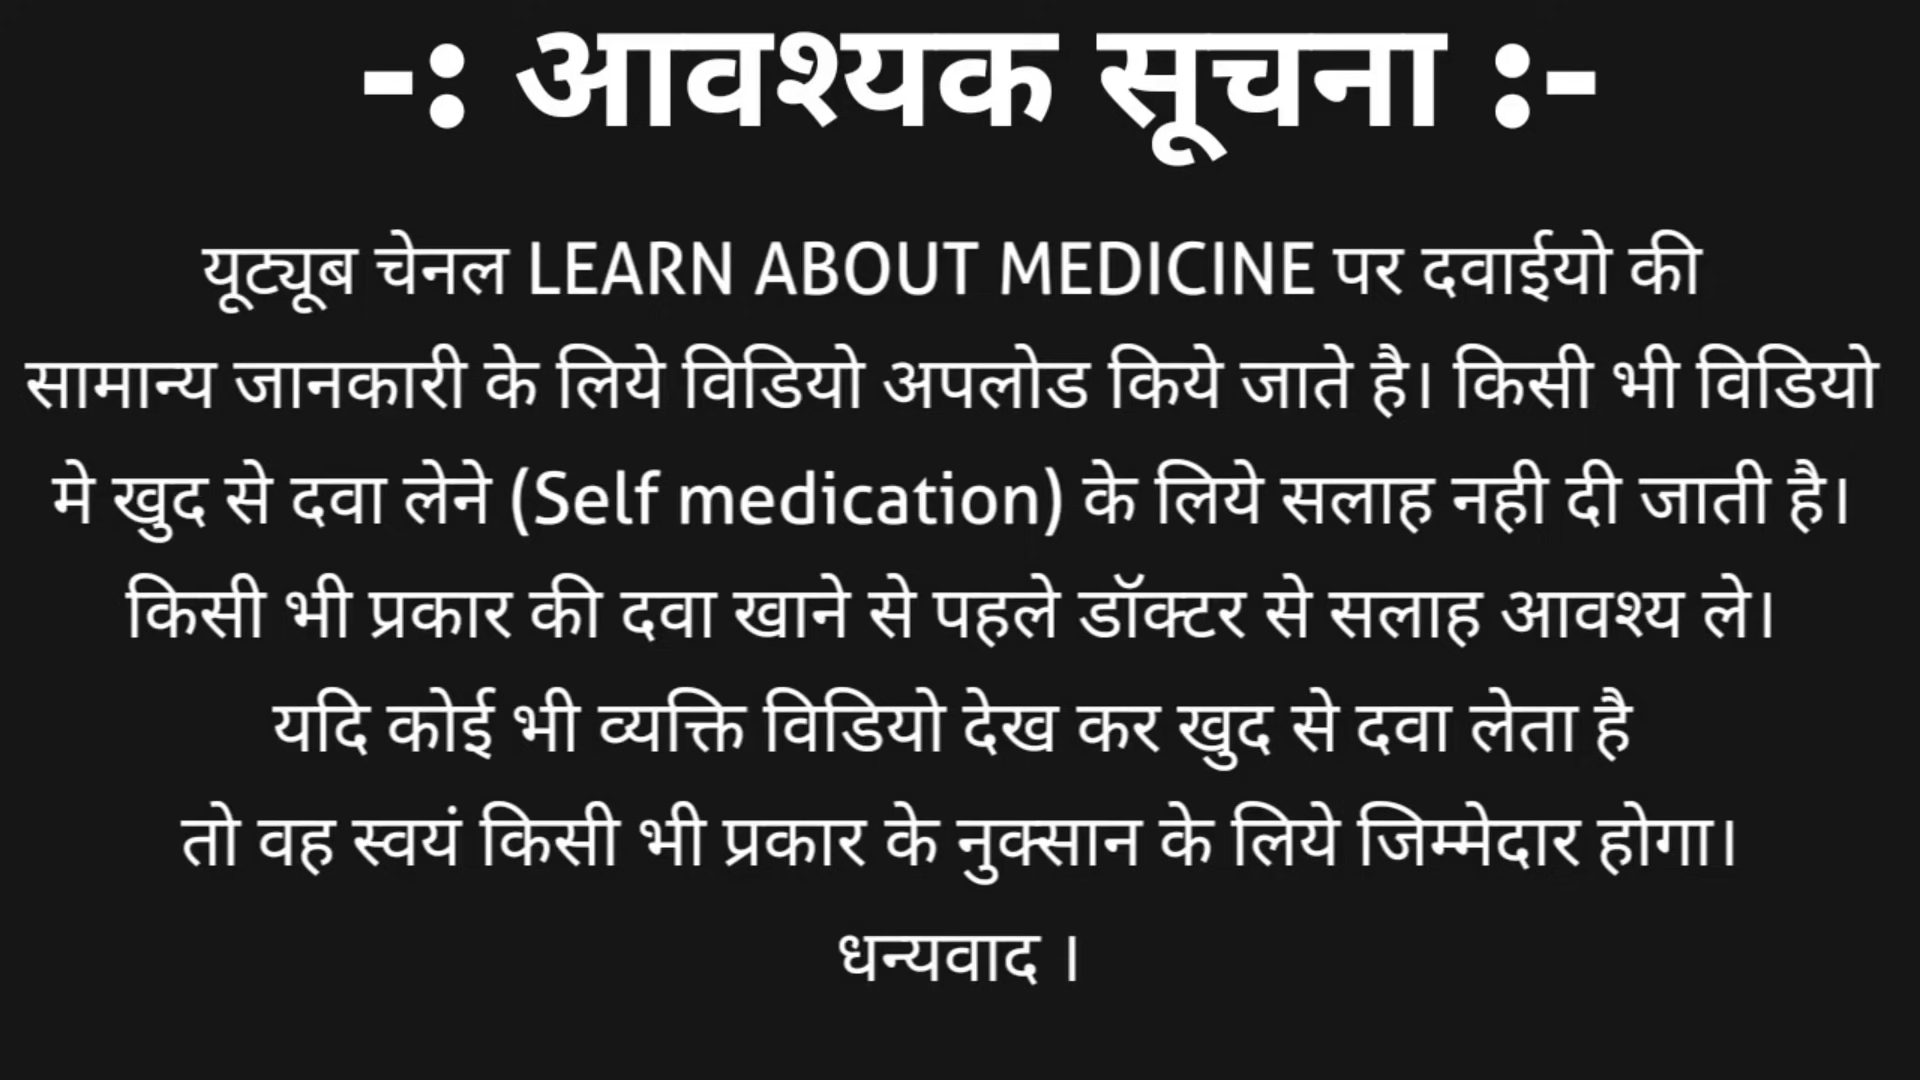 -: आवश्यक सूचना :-
यूट्यूब चेनल LEARN ABOUT MEDICINE पर दवाईयो की
सामान्य जानकारी के लिये विडियो अपलोड किये जाते है। किसी भी विडियो
मे खुद से दवा लेने (Self medication) के लिये सलाह नही दी जाती है।
किसी भी प्रकार की दवा खाने से पहले डॉक्टर से सलाह आवश्य ले।
यदि कोई भी व्यक्ति विडियो देख कर खुद से दवा लेता है
तो वह स्वयं किसी भी प्रकार के नुक्सान के लिये जिम्मेदार होगा।
धन्यवाद ।